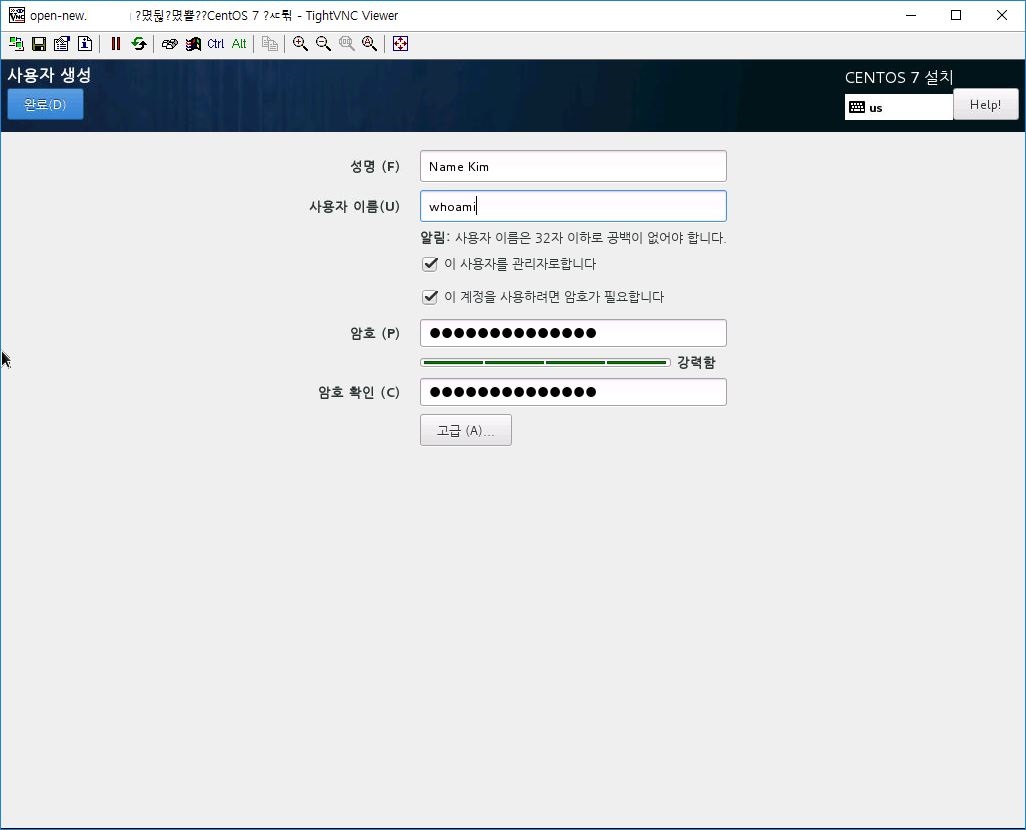 open-new. ?몄뒿?몄뿰??CentOS 7 ?ㅼ튂 - TightVNC Viewer
Ctrl Alt
사용자 생성
CENTOS 7 설치
완료(D)
us
Help!
성명 (F)
Name Kim
사용자 이름(U)
whoami
알림: 사용자 이름은 32자 이하로 공백이 없어야 합니다.
이 사용자를 관리자로합니다
이 계정을 사용하려면 암호가 필요합니다
암호 (P)
●●●●●●●●●●●●●●
강력함
암호 확인 (C)
●●●●●●●●●●●●●●
고급 (A)...